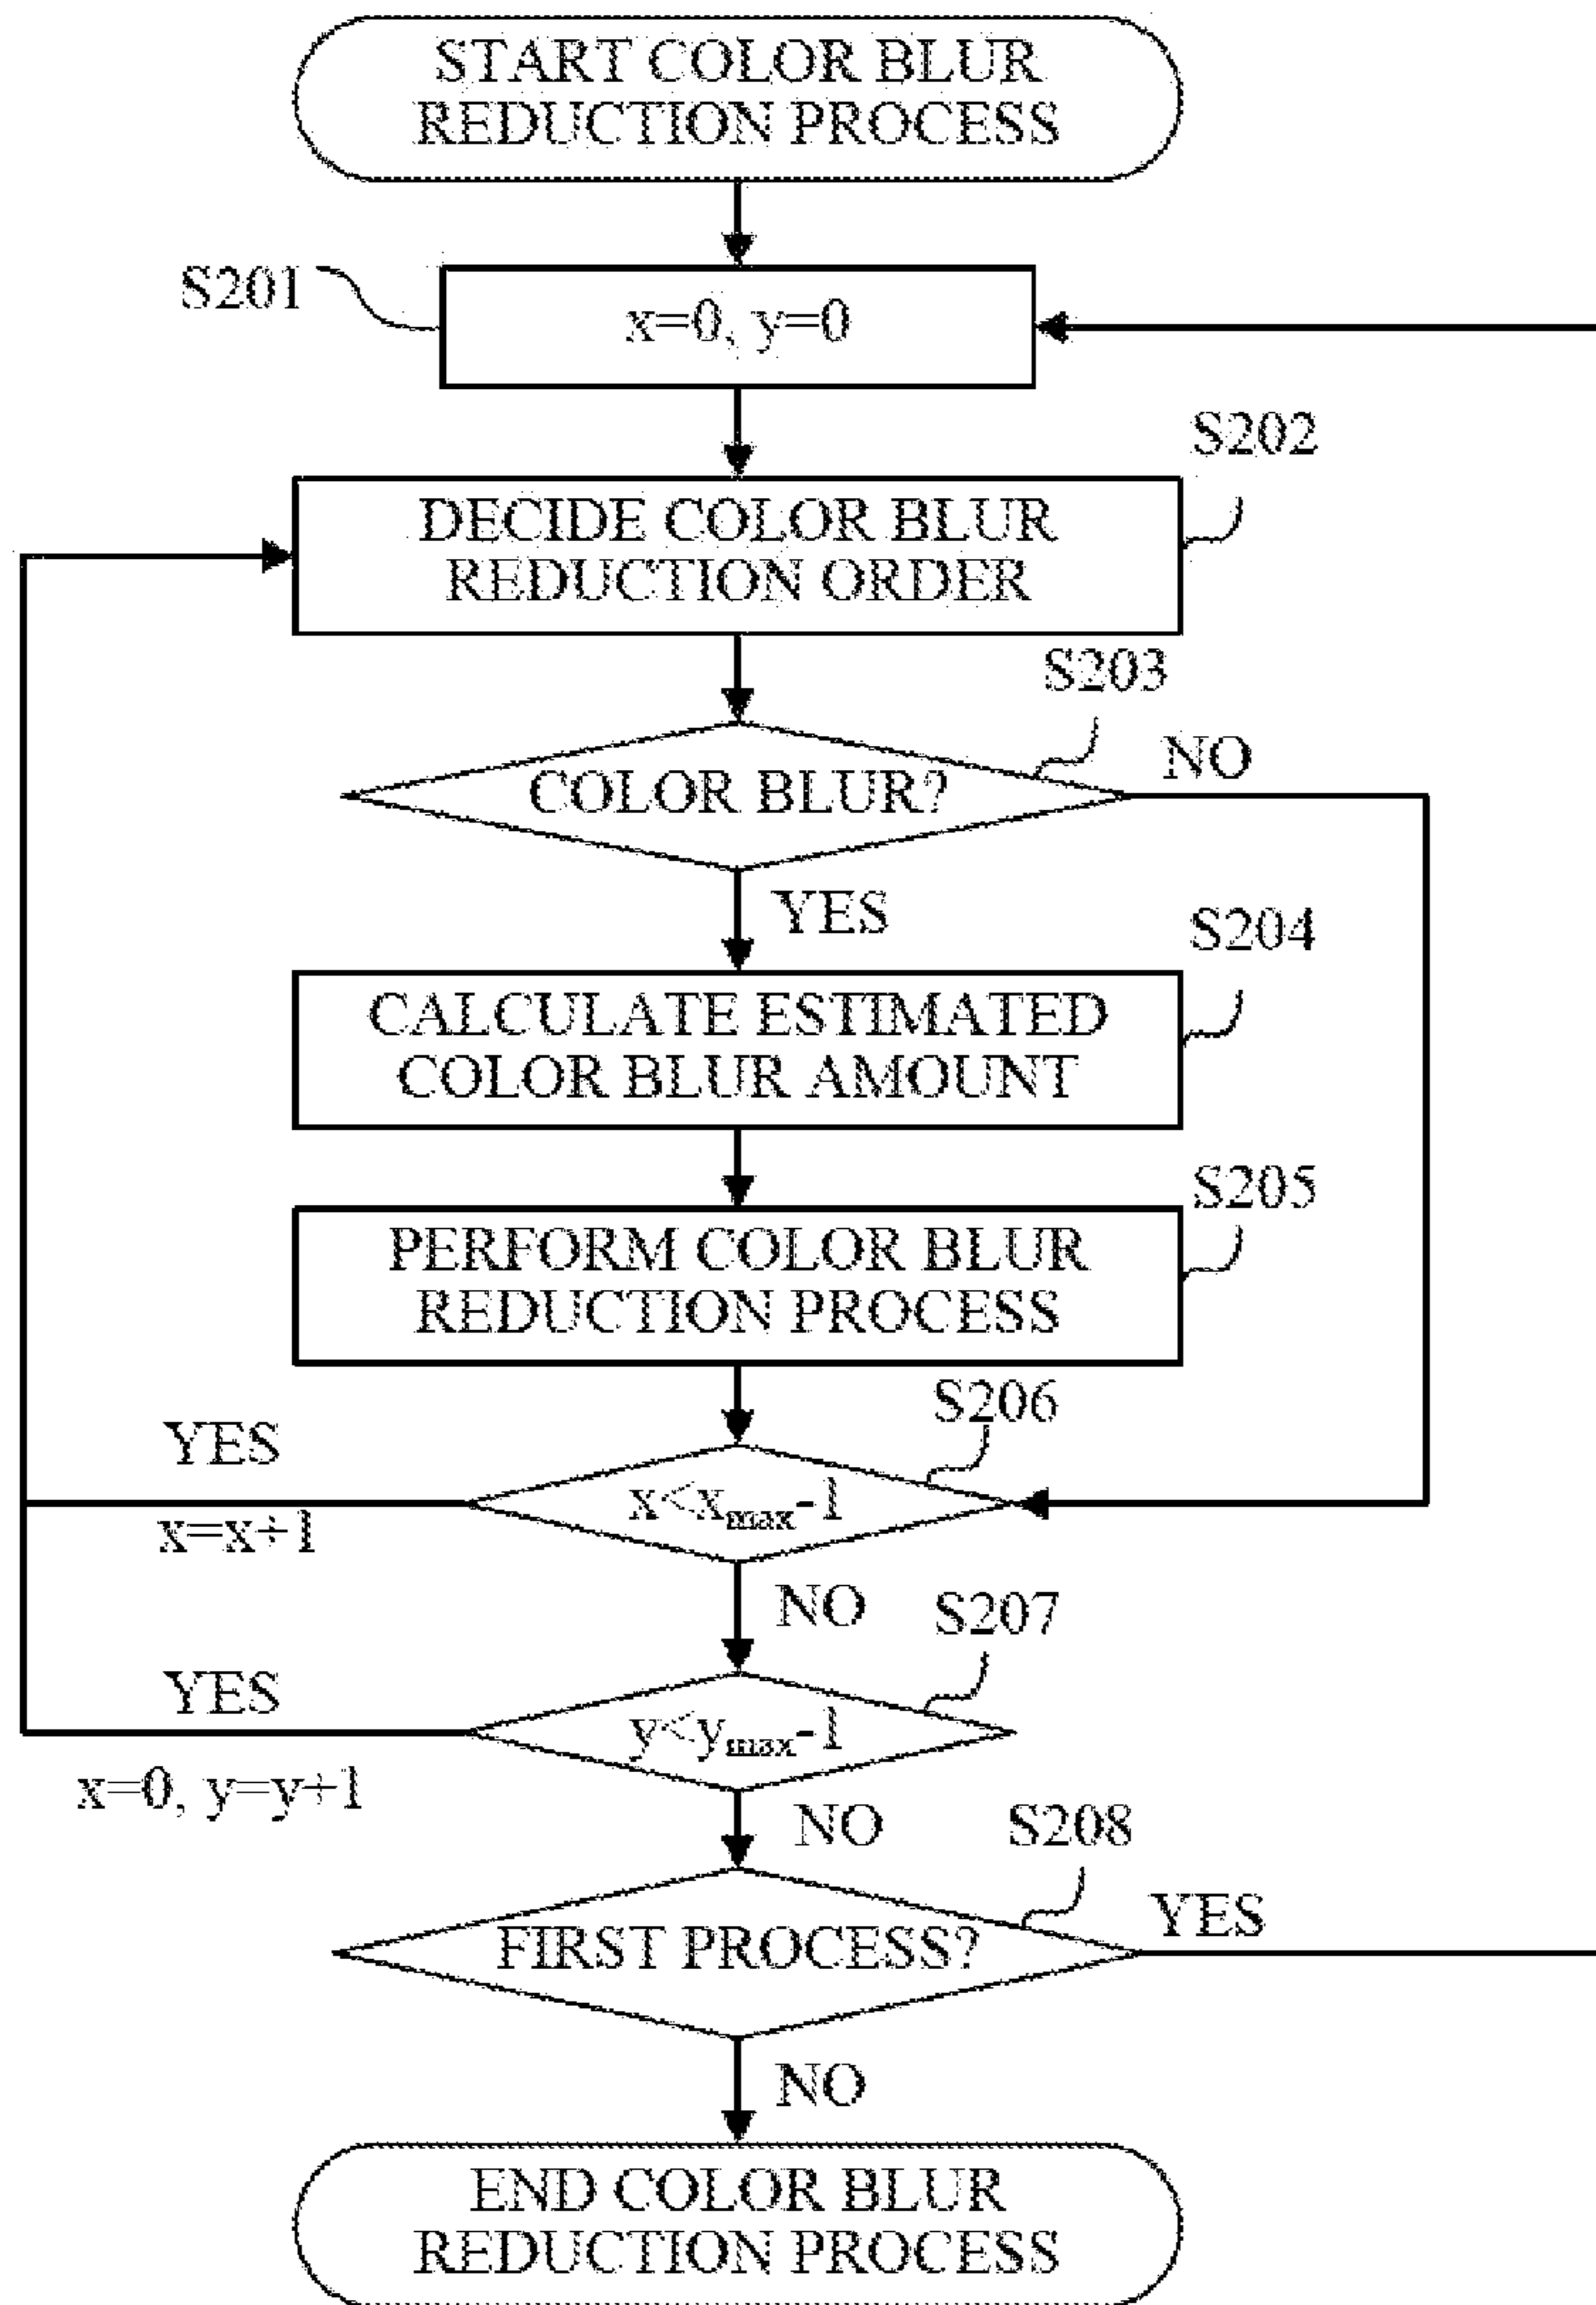 START COLOR BLUR
REDUCTION PROCESS
S201
x=0, y=0
S202
DECIDE COLOR BLUR
REDUCTION ORDER
S203
COLOR BLUR?
NO
YES
S204
CALCULATE ESTIMATED
COLOR BLUR AMOUNT
S205
PERFORM COLOR BLUR
REDUCTION PROCESS
S206
YES
x<xmax-1
x=x+1
NO
S207
YES
y<ymax-1
x=0, y=y+1
NO
S208
FIRST PROCESS?
YES
NO
END COLOR BLUR
REDUCTION PROCESS